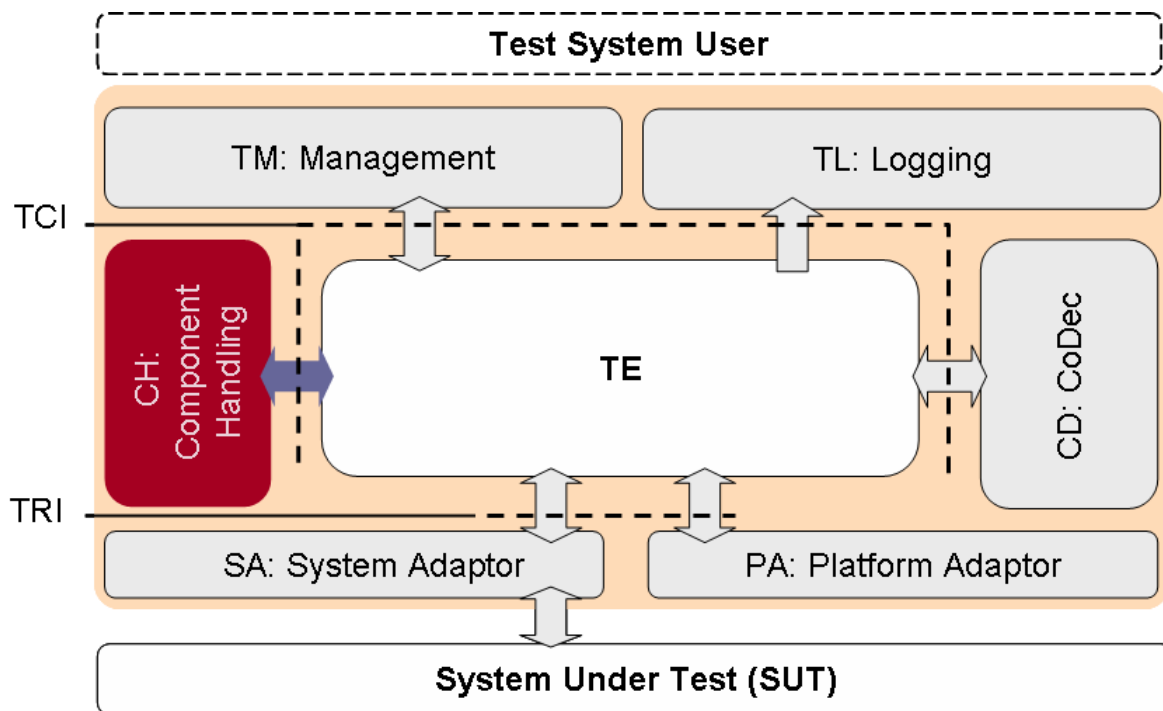 Test System User
TM: Management
TL: Logging
TCI
CH:
Component
Handling
TE
CD: CoDec
TRI
SA: System Adaptor
PA: Platform Adaptor
System Under Test (SUT)